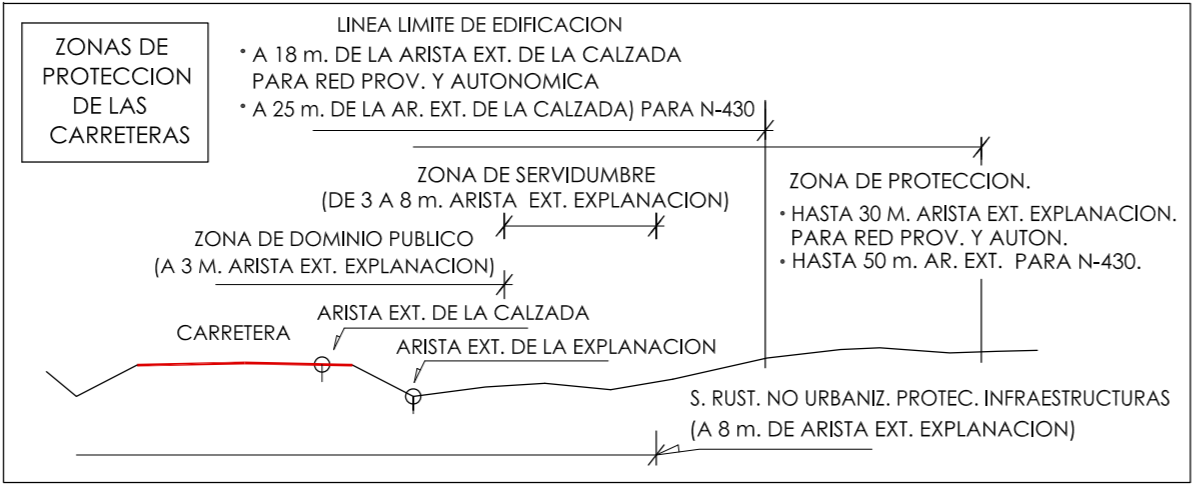 ZONAS DE
PROTECCION
DE LAS
CARRETERAS
LINEA LIMITE DE EDIFICACION
• A 18 m. DE LA ARISTA EXT. DE LA CALZADA
PARA RED PROV. Y AUTONOMICA
• A 25 m. DE LA AR. EXT. DE LA CALZADA) PARA N-430
ZONA DE SERVIDUMBRE
(DE 3 A 8 m. ARISTA EXT. EXPLANACION)
ZONA DE PROTECCION.
• HASTA 30 M. ARISTA EXT. EXPLANACION.
PARA RED PROV. Y AUTON.
• HASTA 50 m. AR. EXT. PARA N-430.
ZONA DE DOMINIO PUBLICO
(A 3 M. ARISTA EXT. EXPLANACION)
ARISTA EXT. DE LA CALZADA
CARRETERA
ARISTA EXT. DE LA EXPLANACION
S. RUST. NO URBANIZ. PROTEC. INFRAESTRUCTURAS
(A 8 m. DE ARISTA EXT. EXPLANACION)